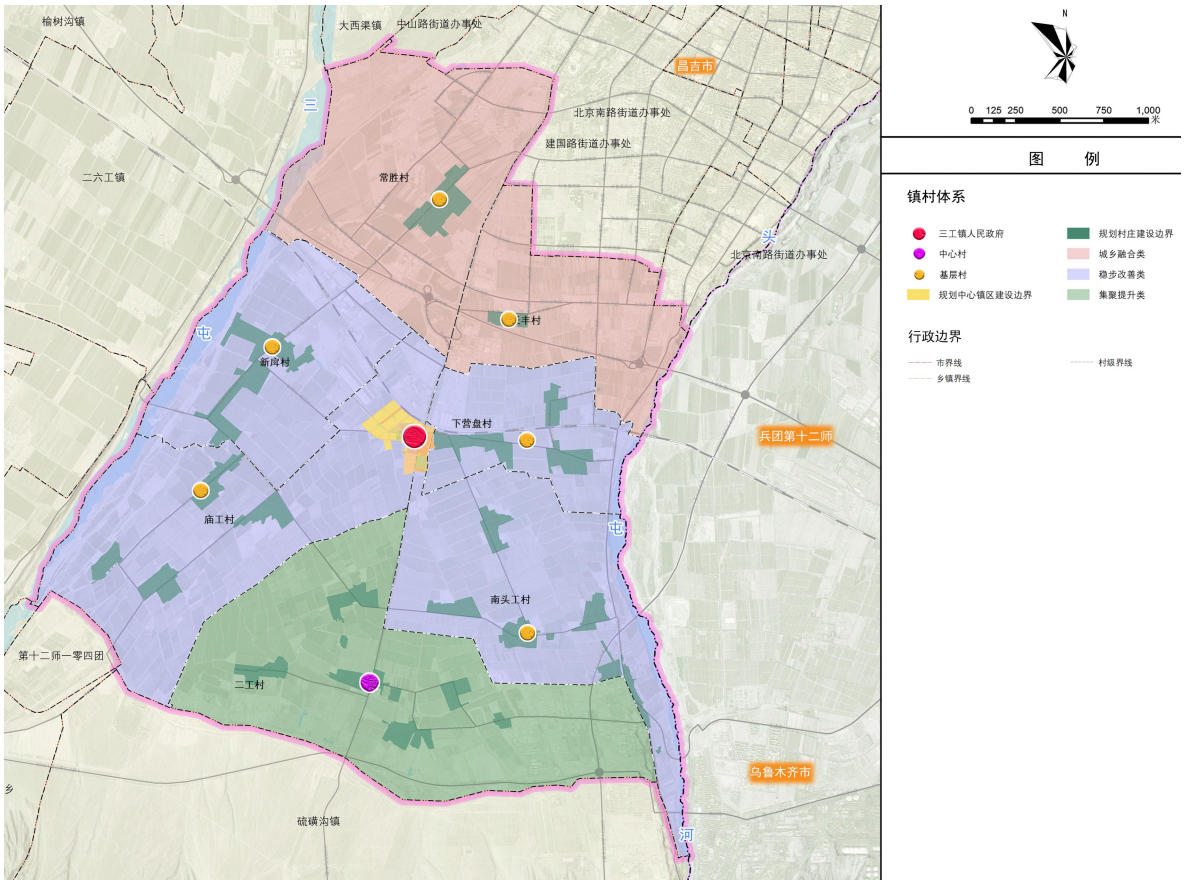 榆树沟镇
大西渠镇
中山路街道办事处
昌吉市
三
北京南路街道办事处
建国路街道办事处
二六工镇
常胜村
头
北京南路街道办事处
丰村
屯
新户村
下营盘村
兵团第十二师
庙工村
屯
南头工村
第十二师一零四团
二工村
乌鲁木齐市
乡
硫磺沟镇
河
N
0 125 250 500 750 1,000
米
图 例
镇村体系
三工镇人民政府
中心村
基层村
规划中心镇区建设边界
规划村庄建设边界
城乡融合类
稳步改善类
集聚提升类
行政边界
市界线
乡镇界线
村级界线